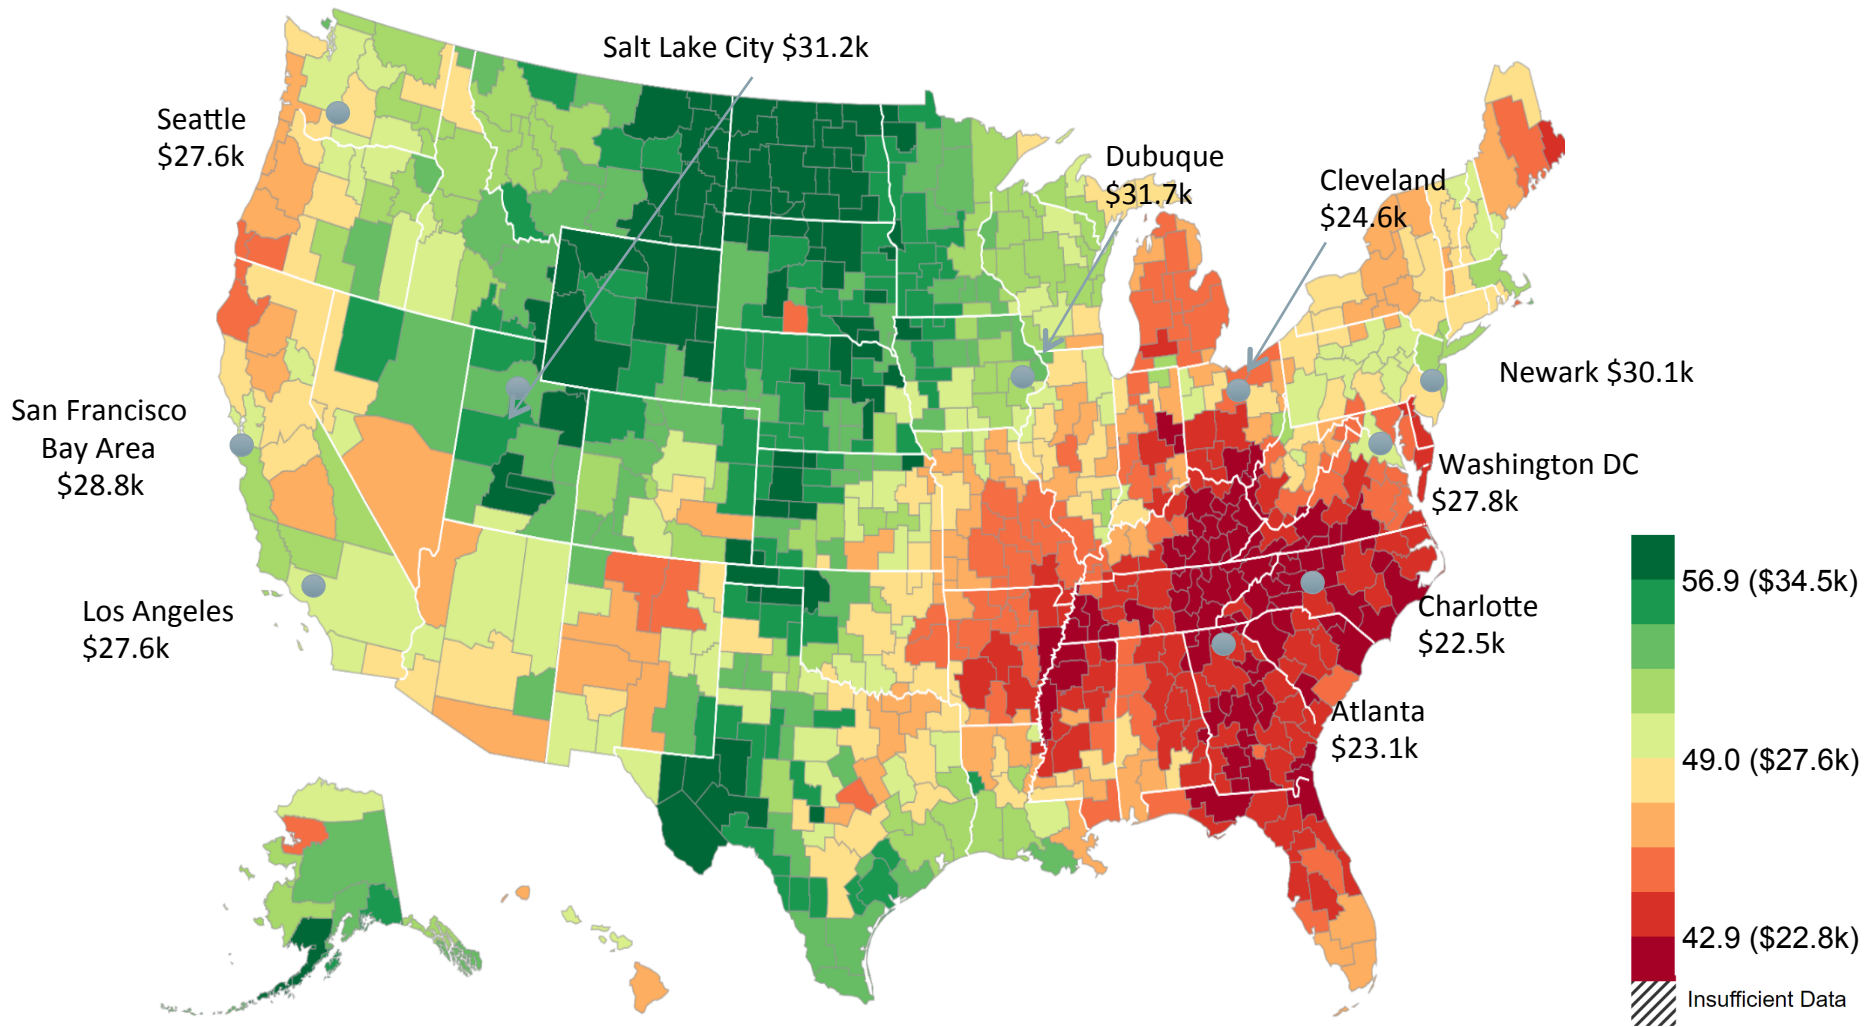 Salt Lake City $31.2k
Seattle
$27.6k
Dubuque
$31.7k
Cleveland
$24.6k
Newark $30.1k
San Francisco
Bay Area
$28.8k
Washington DC
$27.8k
Los Angeles
$27.6k
Charlotte
$22.5k
Atlanta
$23.1k
56.9 ($34.5k)
49.0 ($27.6k)
42.9 ($22.8k)
Insufficient Data